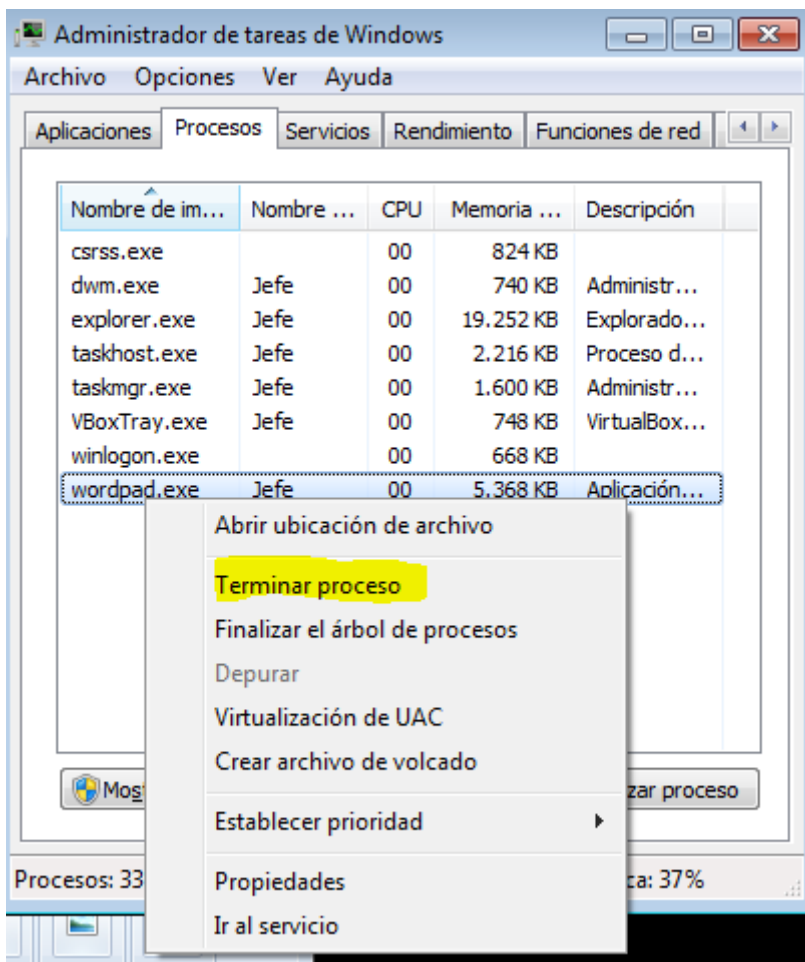 Administrador de tareas de Windows
Archivo Opciones Ver Ayuda
Aplicaciones Procesos Servicios Rendimiento Funciones de red
Nombre de im... Nombre ... CPU Memoria ... Descripción
csrss.exe 00 824 KB
dwm.exe Jefe 00 740 KB Administr...
explorer.exe Jefe 00 19.252 KB Explorado...
taskhost.exe Jefe 00 2.216 KB Proceso d...
taskmgr.exe Jefe 00 1.600 KB Administr...
VBoxTray.exe Jefe 00 748 KB VirtualBox...
winlogon.exe 00 668 KB
wordpad.exe Jefe 00 5.368 KB Aplicación...
Abrir ubicación de archivo
Terminar proceso
Finalizar el árbol de procesos
Depurar
Virtualización de UAC
Crear archivo de volcado
Mos zar proceso
Establecer prioridad
Procesos: 33 ca: 37%
Propiedades
Ir al servicio